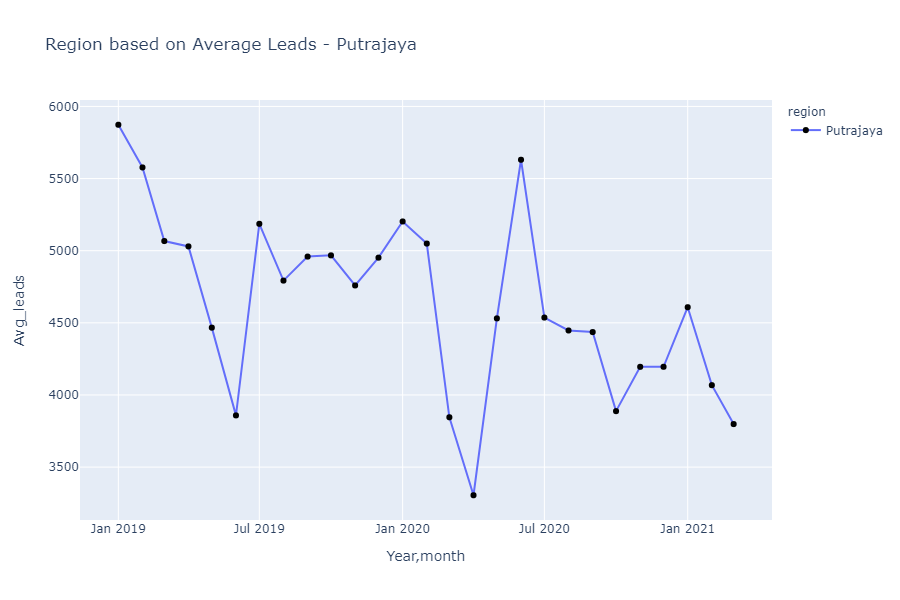 Region based on Average Leads - Putrajaya
region
Putrajaya
6000
5500
5000
4500
4000
3500
Avg_leads
Jan 2019
Jul 2019
Jan 2020
Jul 2020
Jan 2021
Year,month